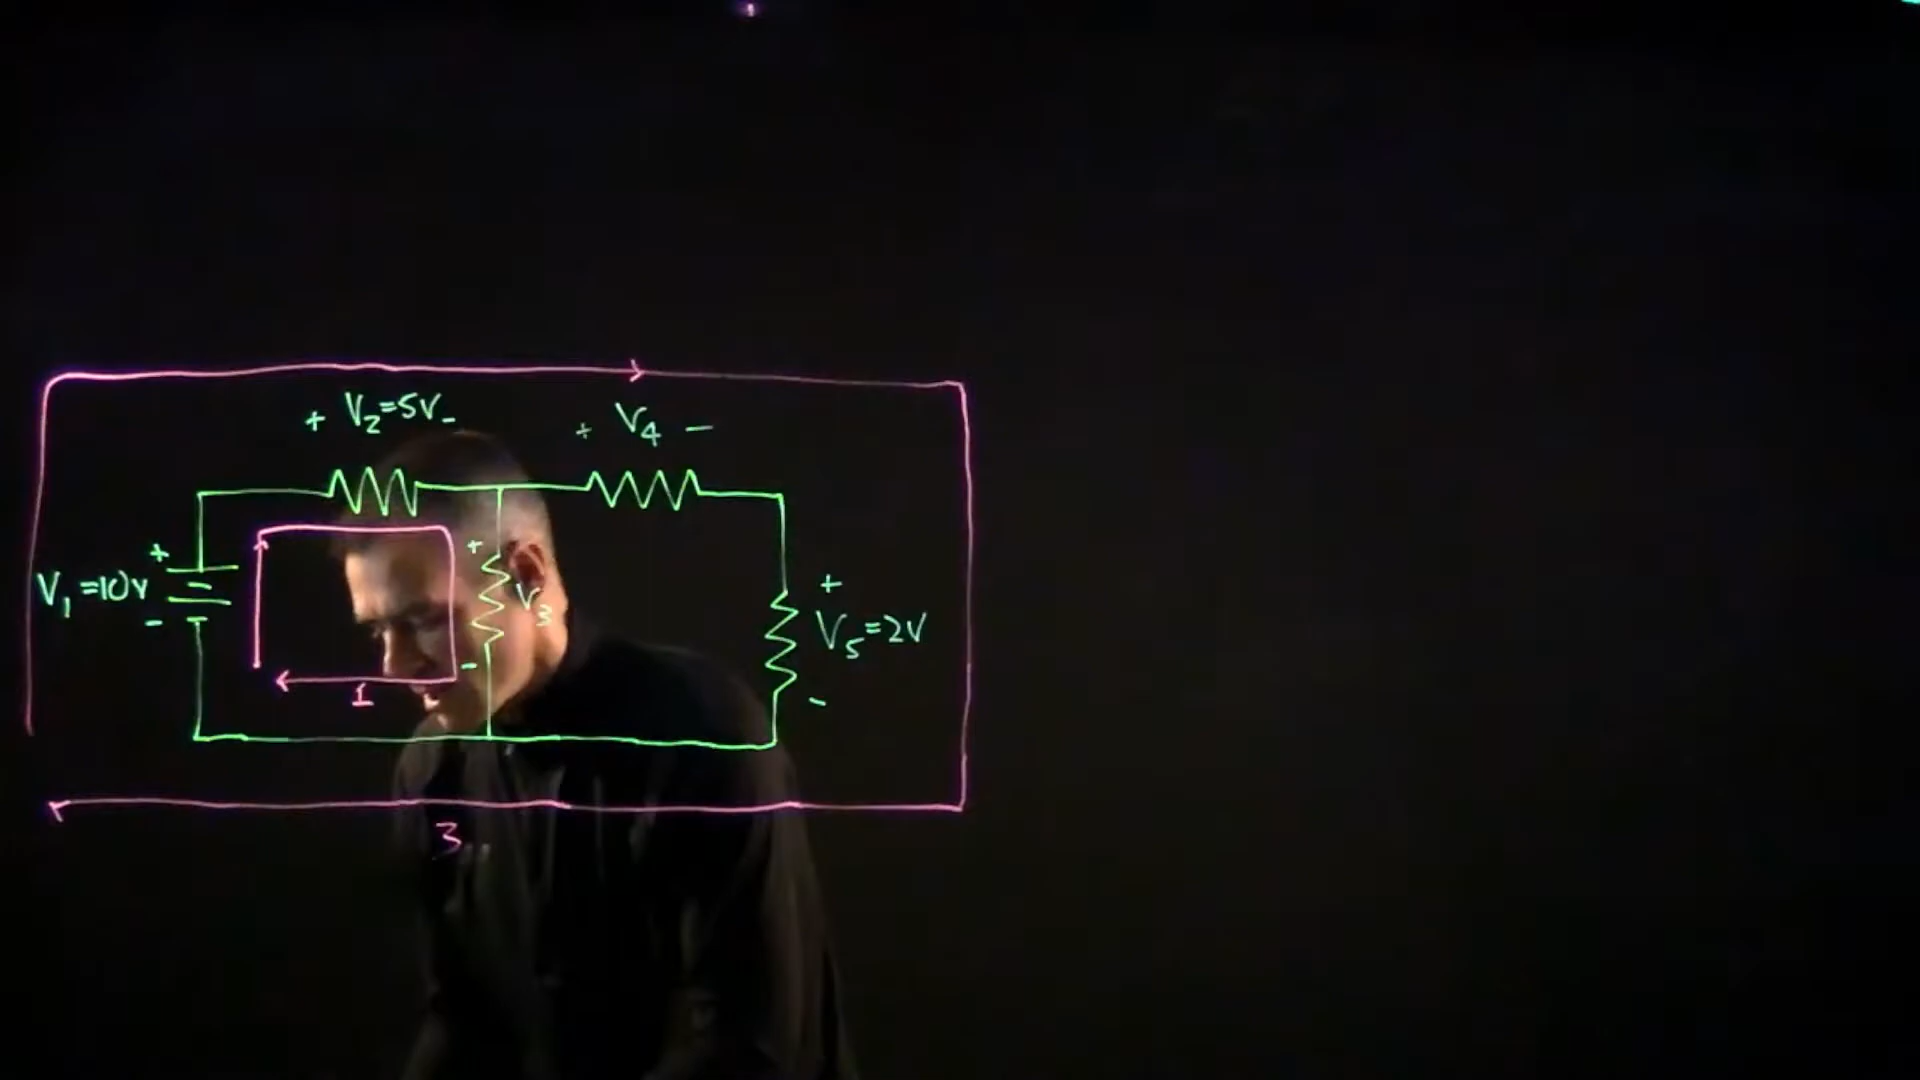 + V₂=5V -
+ V₄ -
+
V₁=10V
-
+
V₃
-
+
V₅=2V
-
1
3